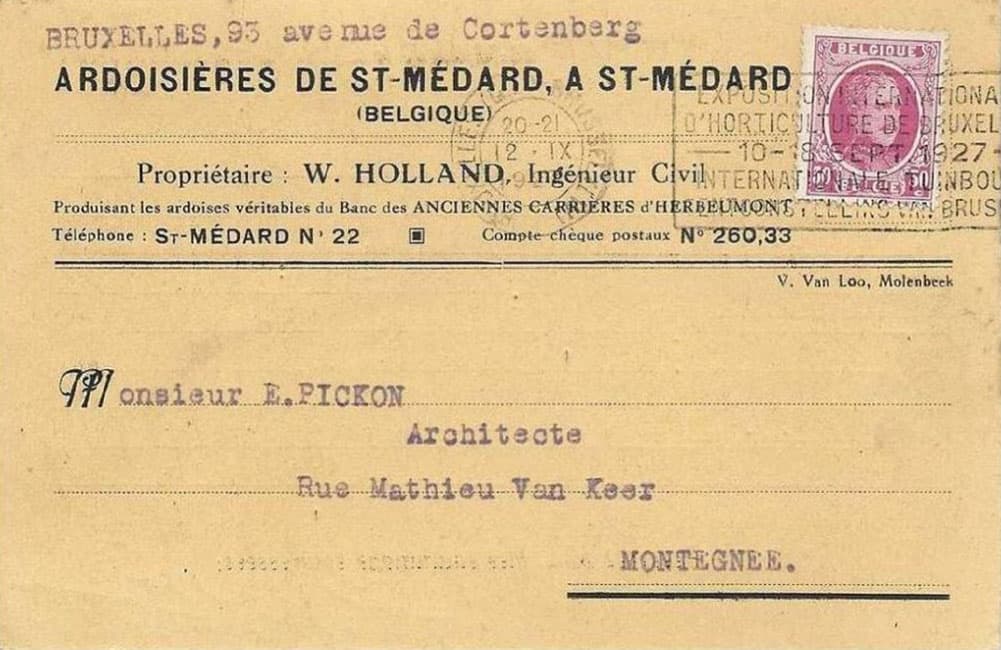 BRUXELLES, 93 avenue de Cortenberg
ARDOISIÈRES DE ST-MÉDARD, A ST-MÉDARD
(BELGIQUE)
Propriétaire : W. HOLLAND, Ingénieur Civil
Produisant les ardoises véritables du Banc des ANCIENNES CARRIÈRES d'HERBEUMONT
Téléphone : ST-MÉDARD N' 22
Compte chèque postaux N° 260,33
V. Van Loo, Molenbeek
BELGIQUE
20-21
12 · IX
EXPOSITION INTERNATIONA
D'HORTICULTURE DE BRUXEL
10-18 SEPT. 1927-
INTERNATIONALE TUINBOU
Monsieur E. PICKON
Architecte
Rue Mathieu Van Keer
MONTEGNEE.